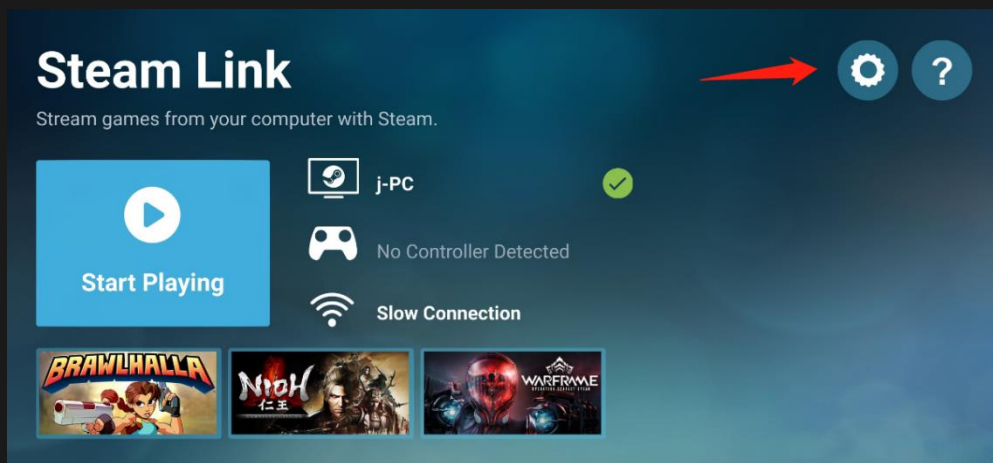 Steam Link
?
Stream games from your computer with Steam.
j-PC
Start Playing
No Controller Detected
Slow Connection
BRAWLHALLA
NIOH
仁王
WARFRAME